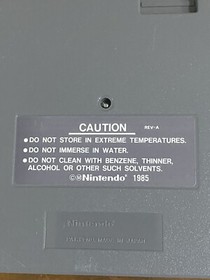 CAUTION REV-A
•DO NOT STORE IN EXTREME TEMPERATURES.
•DO NOT IMMERSE IN WATER.
•DO NOT CLEAN WITH BENZENE, THINNER,
ALCOHOL OR OTHER SUCH SOLVENTS.
©®Nintendo® 1985
Nintendo